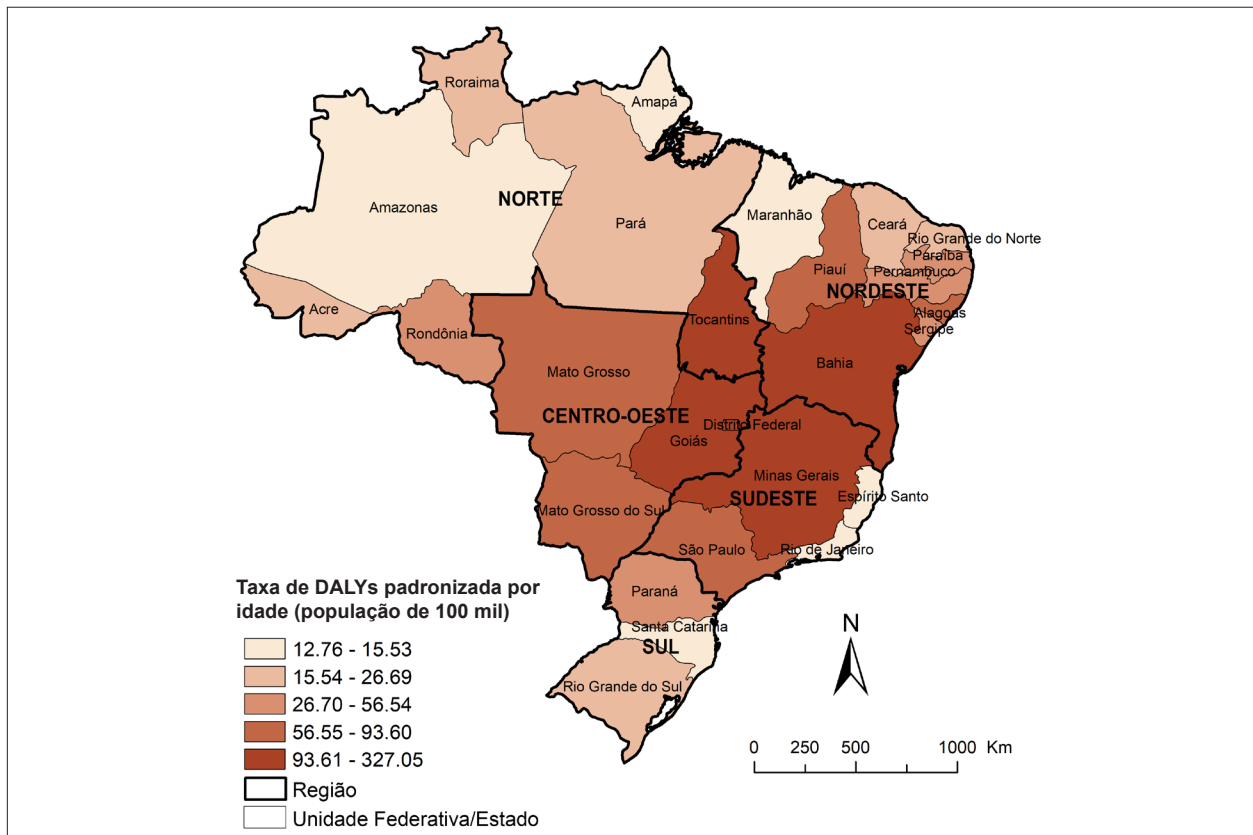 Roraima
Amapá
Amazonas
NORTE
Pará
Maranhão
Ceará
Rio Grande do Norte
Paraíba
Piauí
Pernambuco
NORDESTE
Acre
Rondônia
Tocantins
Alagoas
Sergipe
Bahia
Mato Grosso
CENTRO-OESTE
Distrito Federal
Goiás
Minas Gerais
SUDESTE
Espírito Santo
Mato Grosso do Sul
São Paulo
Rio de Janeiro
Paraná
Santa Catarina
SUL
Rio Grande do Sul
Taxa de DALYs padronizada por
idade (população de 100 mil)
12.76 - 15.53
15.54 - 26.69
26.70 - 56.54
56.55 - 93.60
93.61 - 327.05
Região
Unidade Federativa/Estado
N
0 250 500 1000 Km